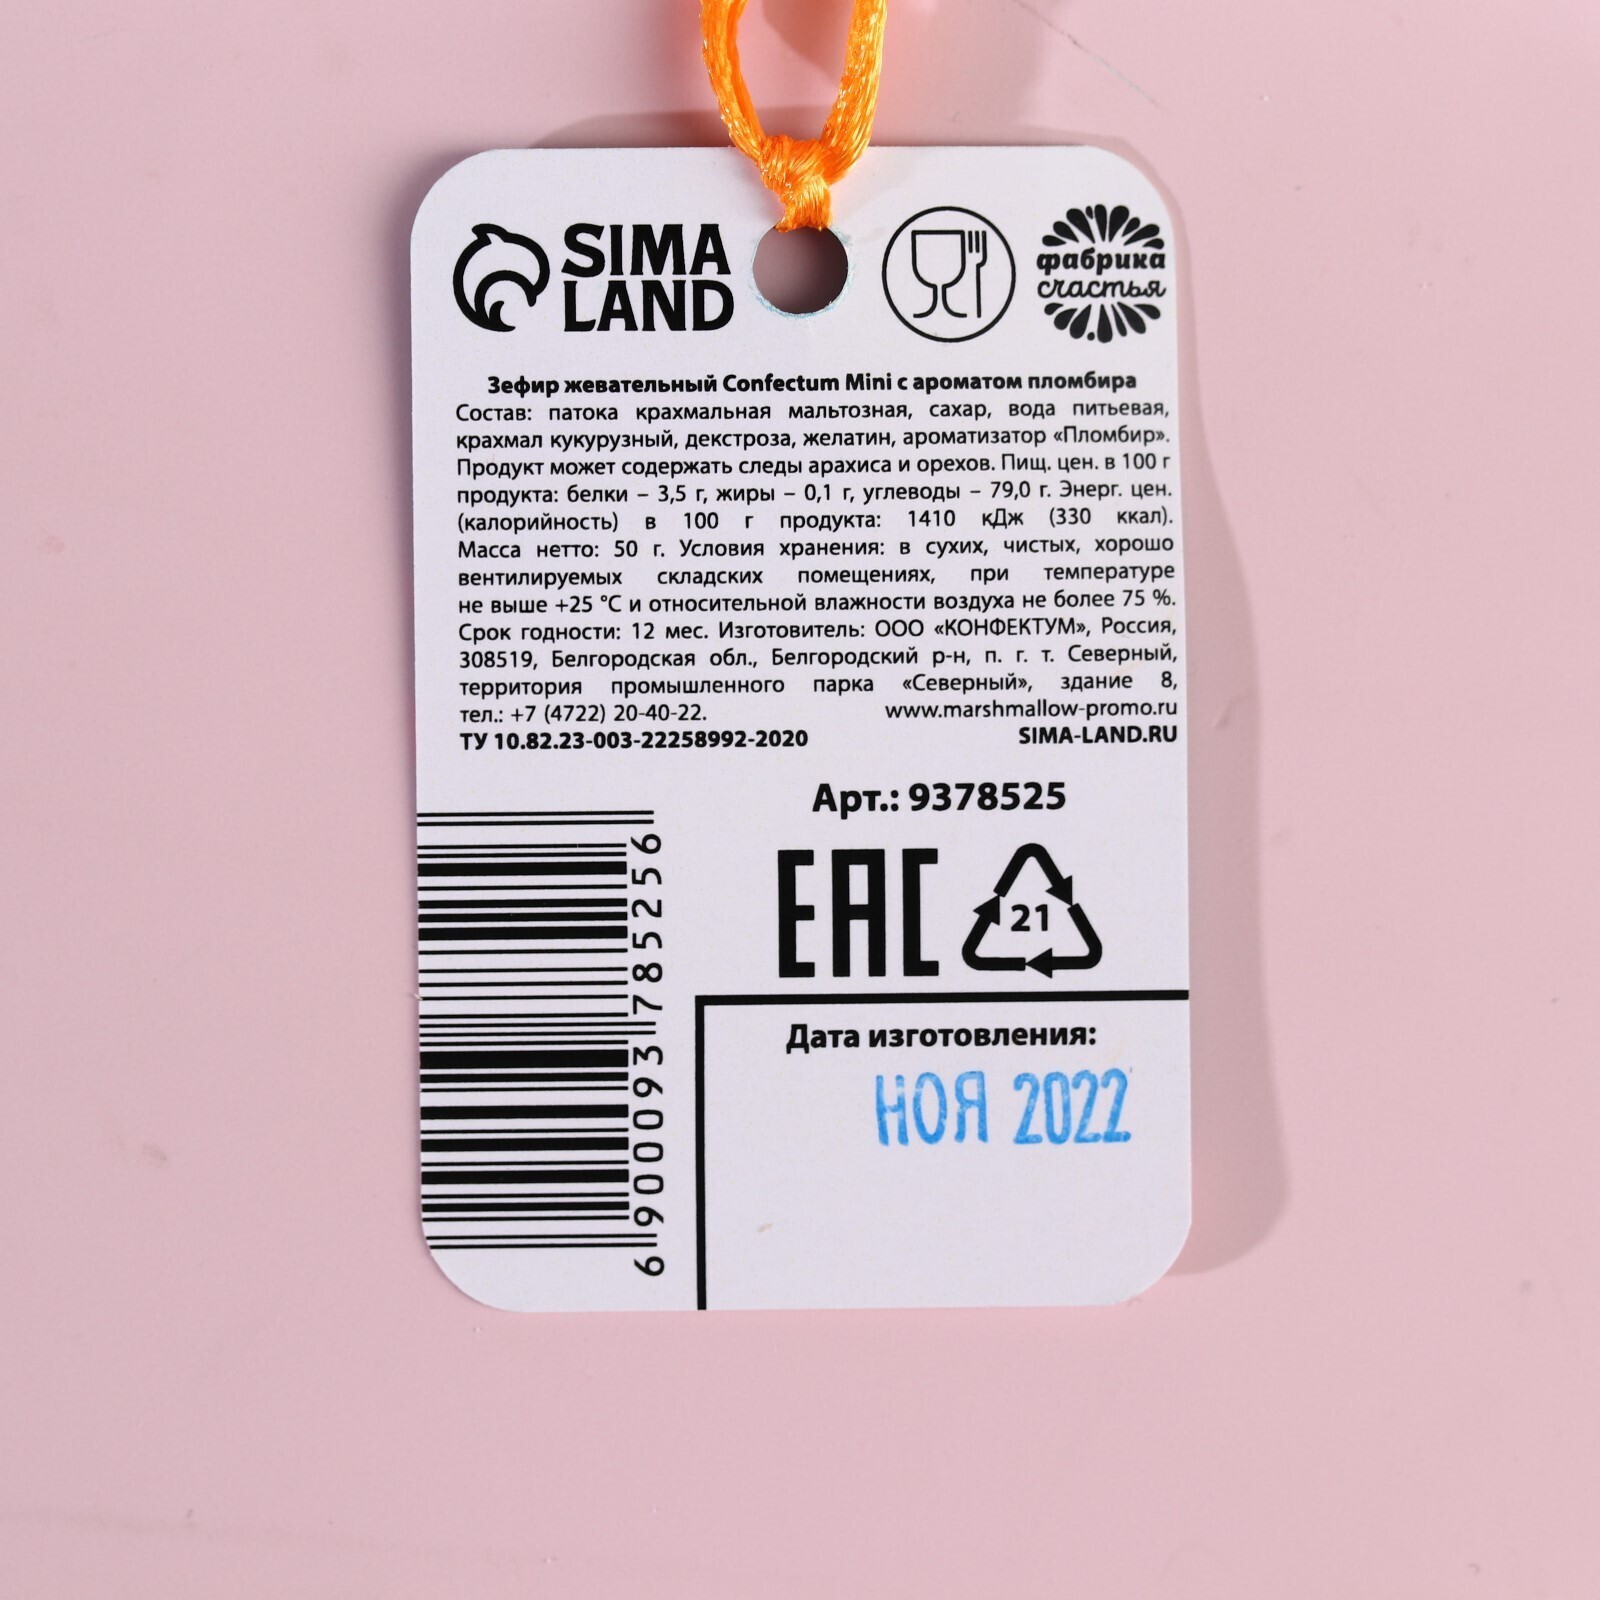 SIMA
LAND
фабрика
счастья
Зефир жевательный Confectum Mini с ароматом пломбира
Состав: патока крахмальная мальтозная, сахар, вода питьевая,
крахмал кукурузный, декстроза, желатин, ароматизатор «Пломбир».
Продукт может содержать следы арахиса и орехов. Пищ. цен. в 100 г
продукта: белки – 3,5 г, жиры – 0,1 г, углеводы – 79,0 г. Энерг. цен.
(калорийность) в 100 г продукта: 1410 кДж (330 ккал).
Масса нетто: 50 г. Условия хранения: в сухих, чистых, хорошо
вентилируемых складских помещениях, при температуре
не выше +25 °C и относительной влажности воздуха не более 75 %.
Срок годности: 12 мес. Изготовитель: ООО «КОНФЕКТУМ», Россия,
308519, Белгородская обл., Белгородский р-н, п. г. т. Северный,
территория промышленного парка «Северный», здание 8,
тел.: +7 (4722) 20-40-22. www.marshmallow-promo.ru
ТУ 10.82.23-003-22258992-2020 SIMA-LAND.RU
Арт.: 9378525
6 900093 785256
ЕАС
21
Дата изготовления:
НОЯ 2022